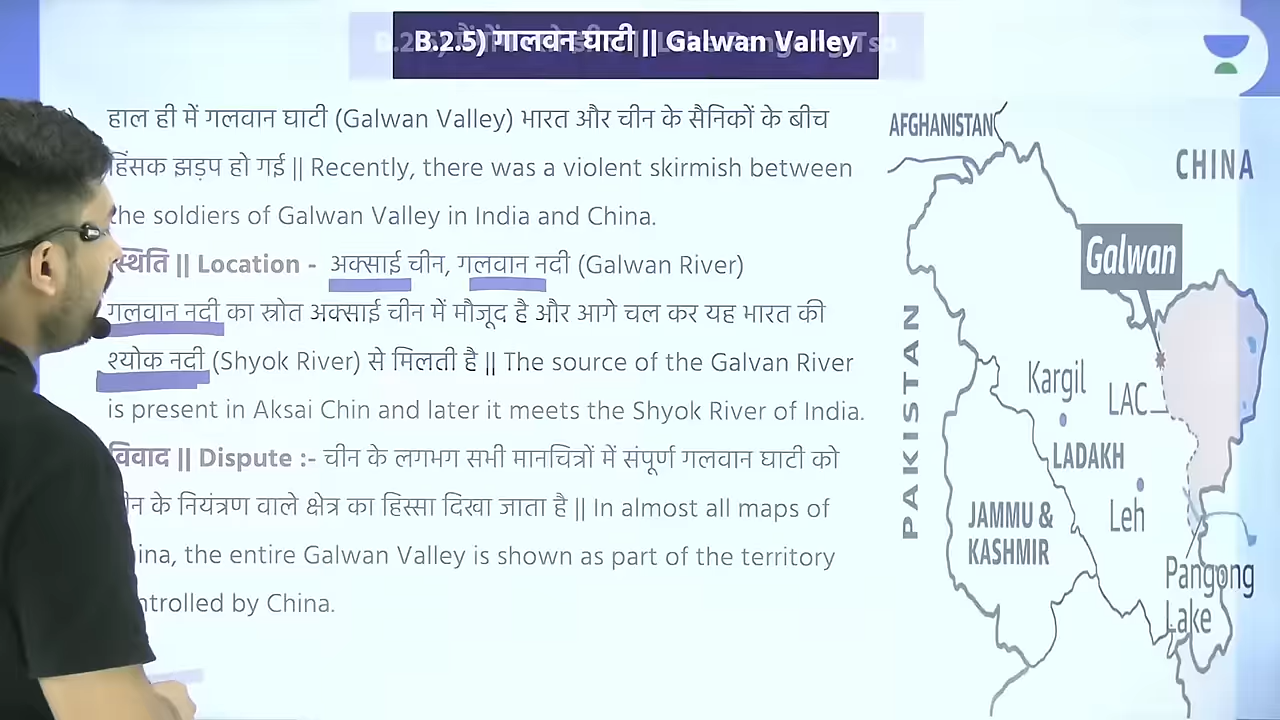 B.2.5) गालवन घाटी || Galwan Valley
हाल ही में गलवान घाटी (Galwan Valley) भारत और चीन के सैनिकों के बीच
हिंसक झड़प हो गई || Recently, there was a violent skirmish between
the soldiers of Galwan Valley in India and China.
स्थिति || Location - अक्साई चीन, गलवान नदी (Galwan River)
गलवान नदी का स्रोत अक्साई चीन में मौजूद है और आगे चल कर यह भारत की
श्योक नदी (Shyok River) से मिलती है || The source of the Galvan River
is present in Aksai Chin and later it meets the Shyok River of India.
विवाद || Dispute :- चीन के लगभग सभी मानचित्रों में संपूर्ण गलवान घाटी को
के नियंत्रण वाले क्षेत्र का हिस्सा दिखा जाता है || In almost all maps of
the entire Galwan Valley is shown as part of the territory
by China.
AFGHANISTAN
CHINA
Galwan
PAKISTAN
Kargil
LAC
LADAKH
Leh
JAMMU &
KASHMIR
Pangong
Lake